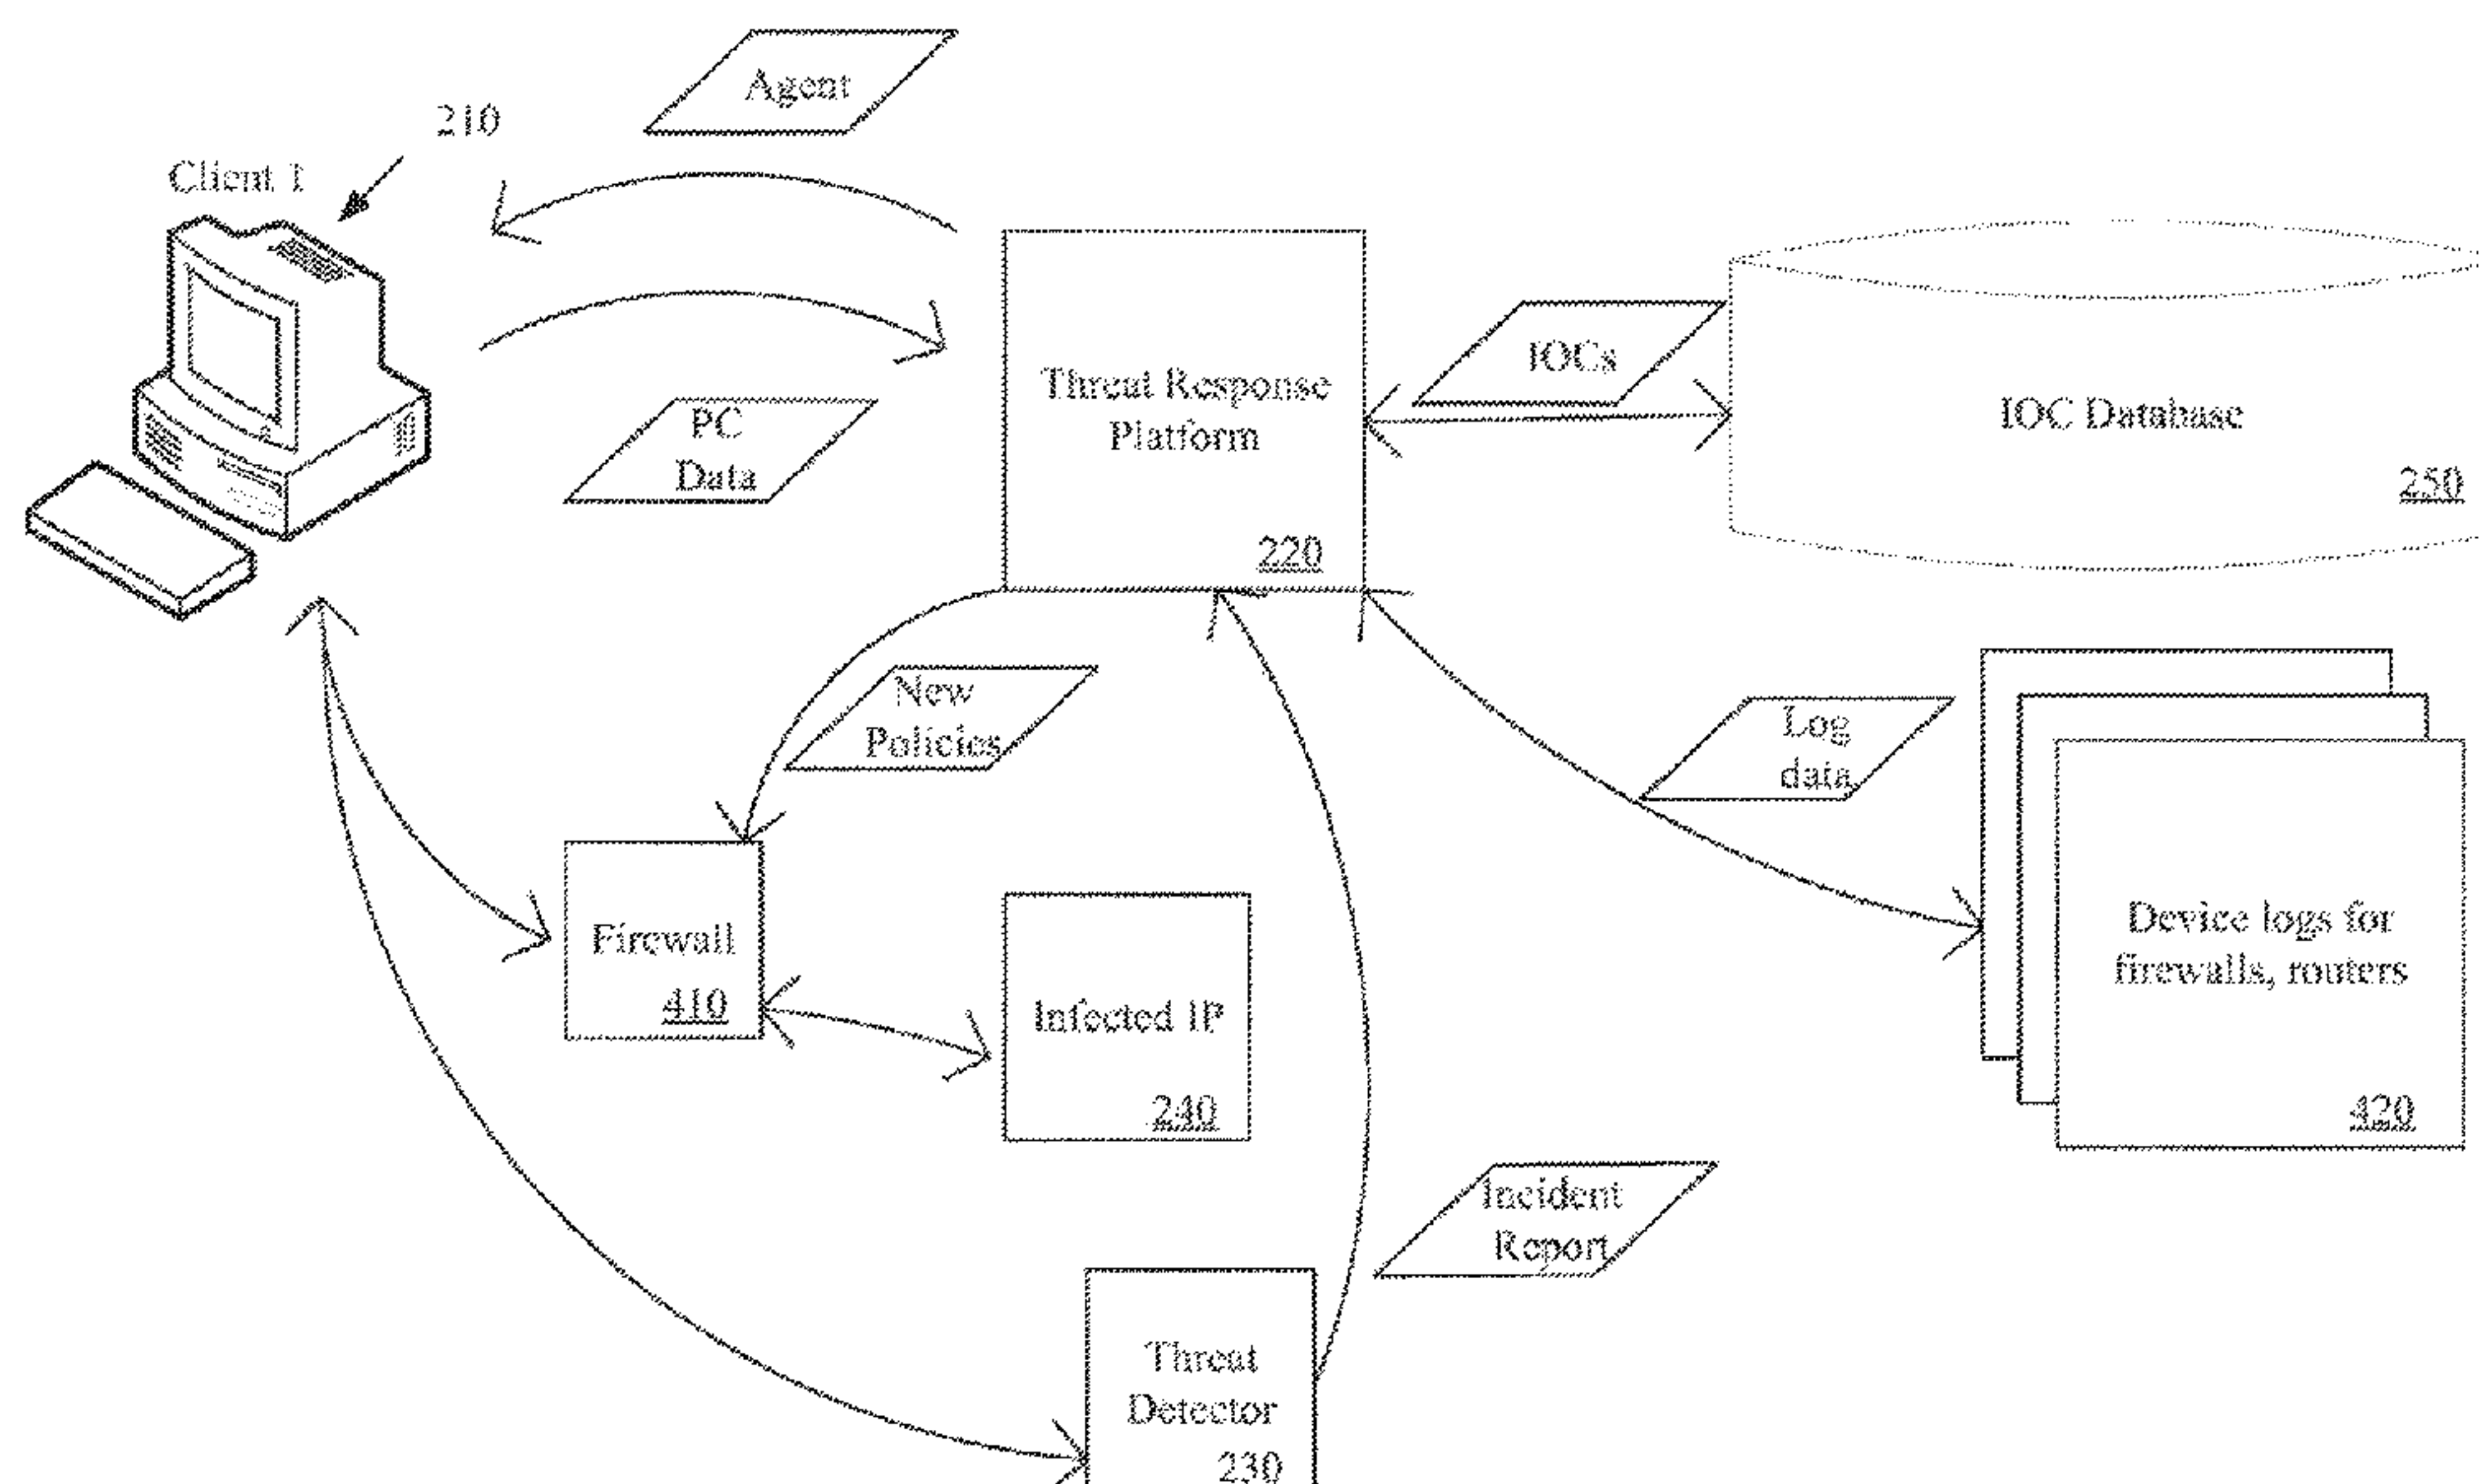 Agent
210
Client 1
PC
Data
Threat Response
Platform
220
IOCs
IOC Database
250
New
Policies
Log
data
Firewall
410
Infected IP
240
Device logs for
firewalls, routers
420
Incident
Report
Threat
Detector
230